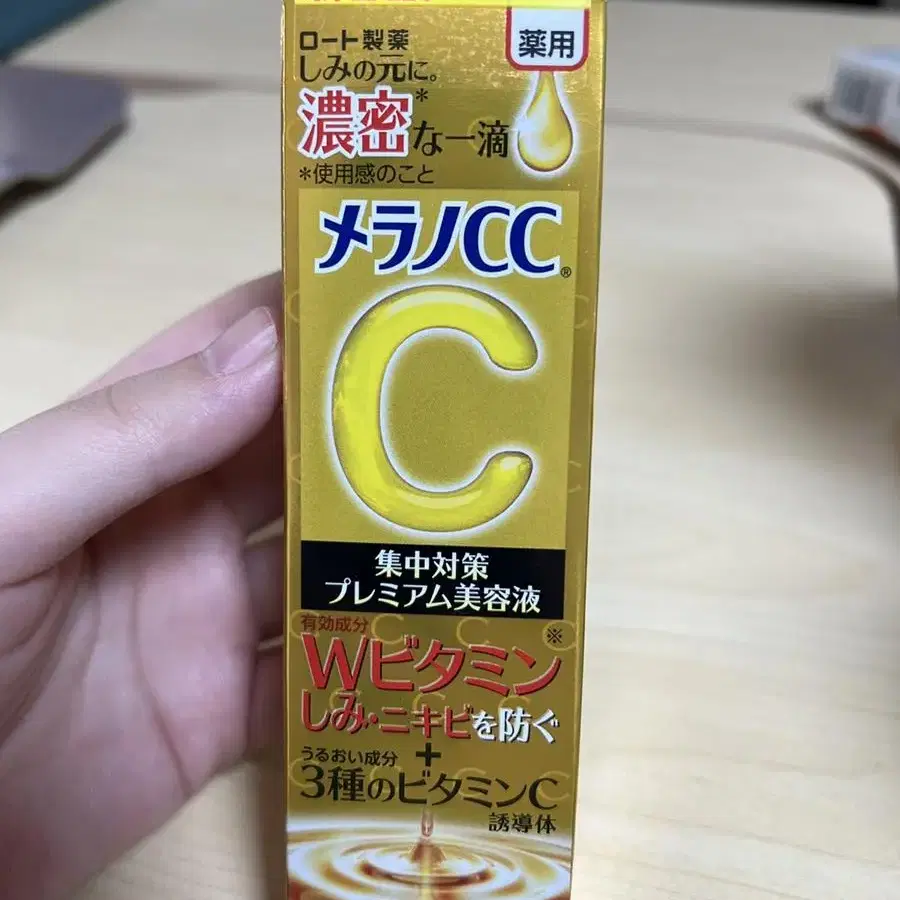 ロート製薬
薬用
しみの元に。
濃密*な一滴
*使用感のこと
メラノCC®
C
集中対策
プレミアム美容液
有効成分
Wビタミン※
しみ・ニキビを防ぐ
+
うるおい成分
3種のビタミンC
誘導体